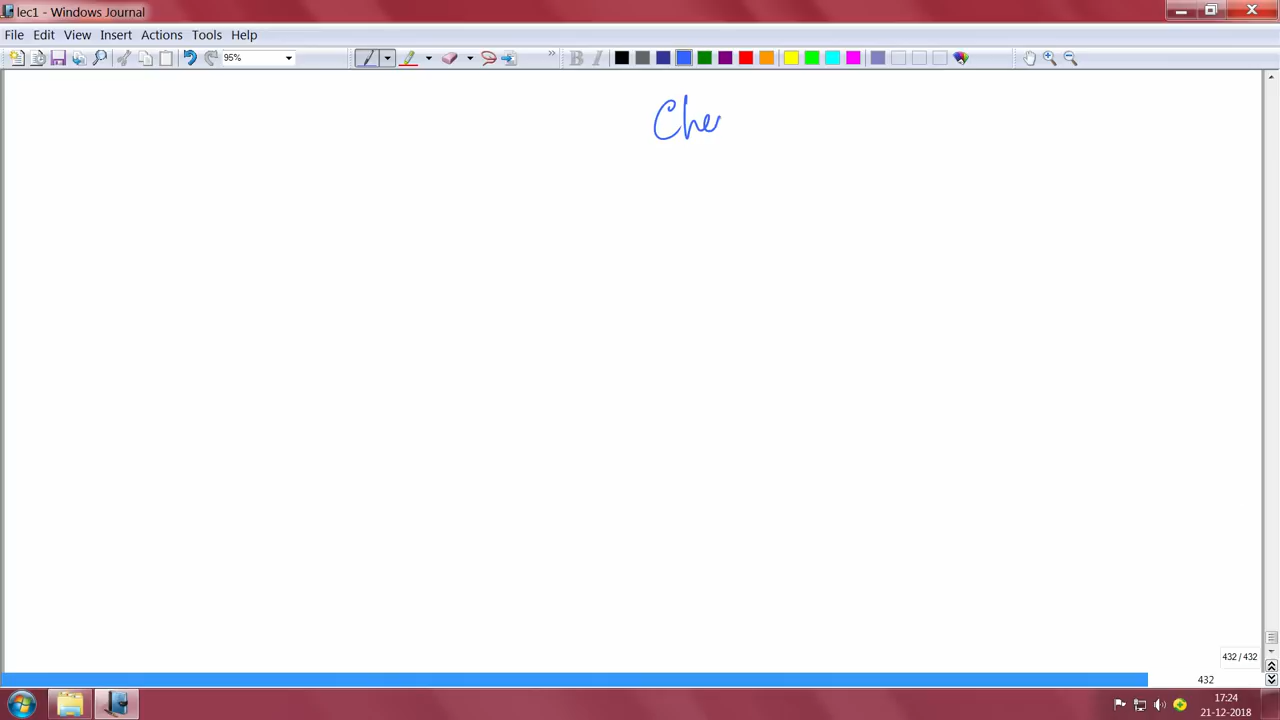 lec1 - Windows Journal
File Edit View Insert Actions Tools Help
95% » B I
Che
432 / 432
432
17:24
21-12-2018